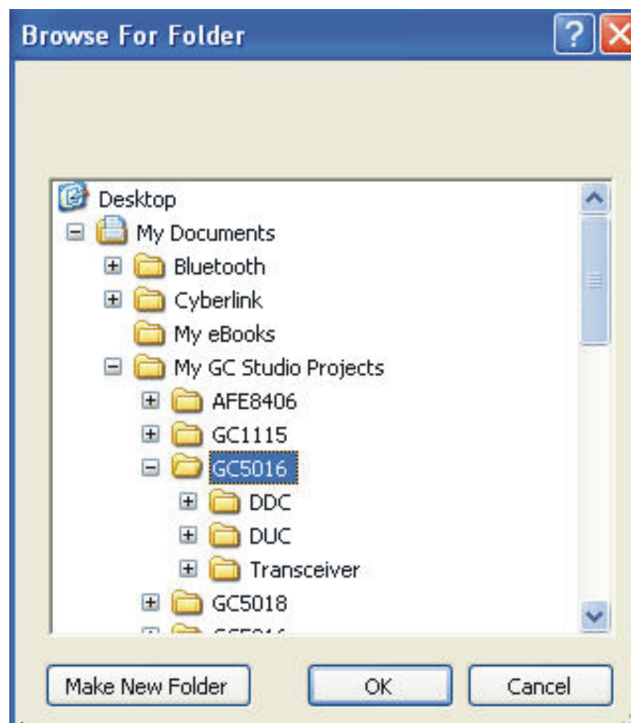 Browse For Folder
Desktop
My Documents
Bluetooth
Cyberlink
My eBooks
My GC Studio Projects
AFE8406
GC1115
GC5016
DDC
DUC
Transceiver
GC5018
Make New Folder
OK
Cancel